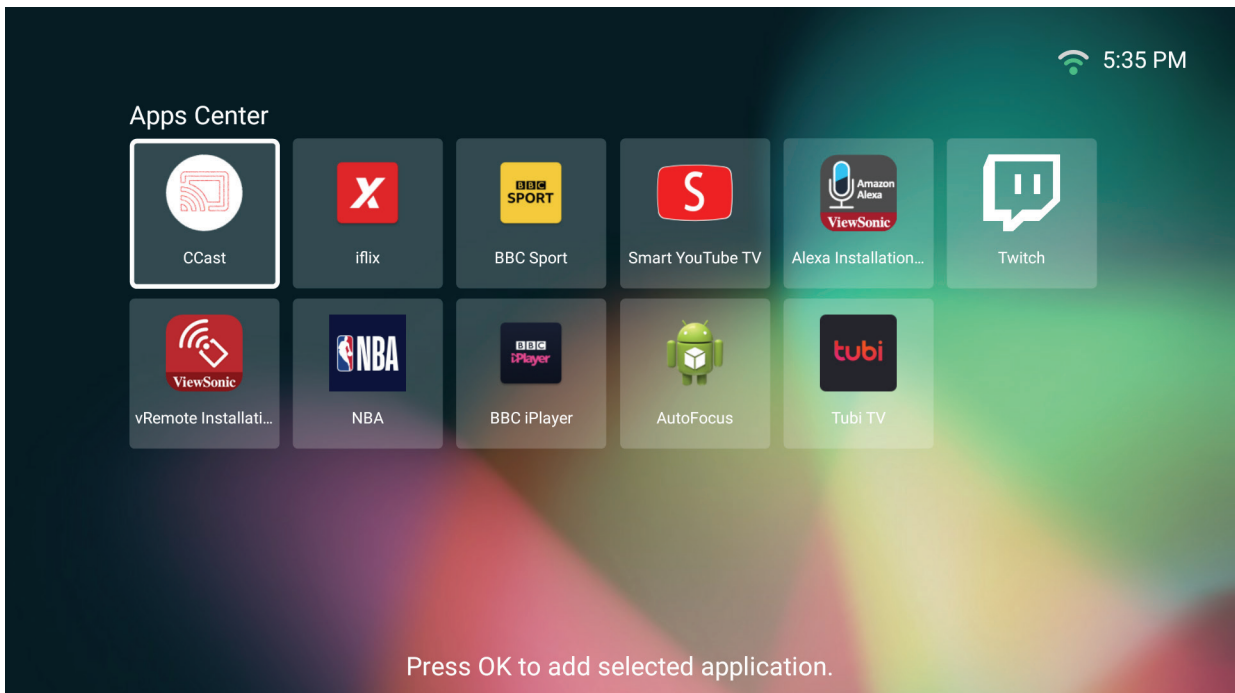 5:35 PM
Apps Center
X
BBC
SPORT
S
Amazon
Alexa
ViewSonic
CCast
iflix
BBC Sport
Smart YouTube TV
Alexa Installation...
Twitch
ViewSonic
NBA
BBC
iPlayer
tubi
vRemote Installati...
NBA
BBC iPlayer
AutoFocus
Tubi TV
Press OK to add selected application.